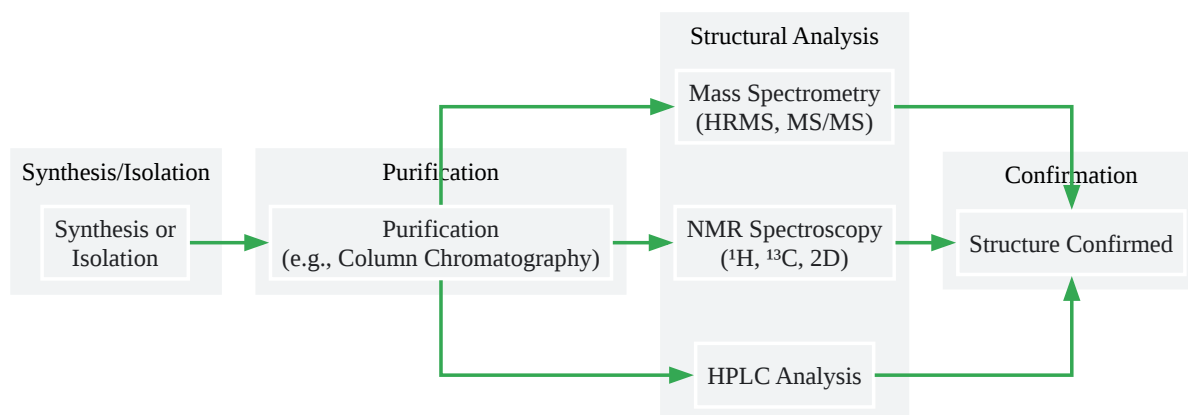 Synthesis/Isolation
Synthesis or
Isolation
Purification
Purification
(e.g., Column Chromatography)
Structural Analysis
Mass Spectrometry
(HRMS, MS/MS)
NMR Spectroscopy
(¹H, ¹³C, 2D)
HPLC Analysis
Confirmation
Structure Confirmed